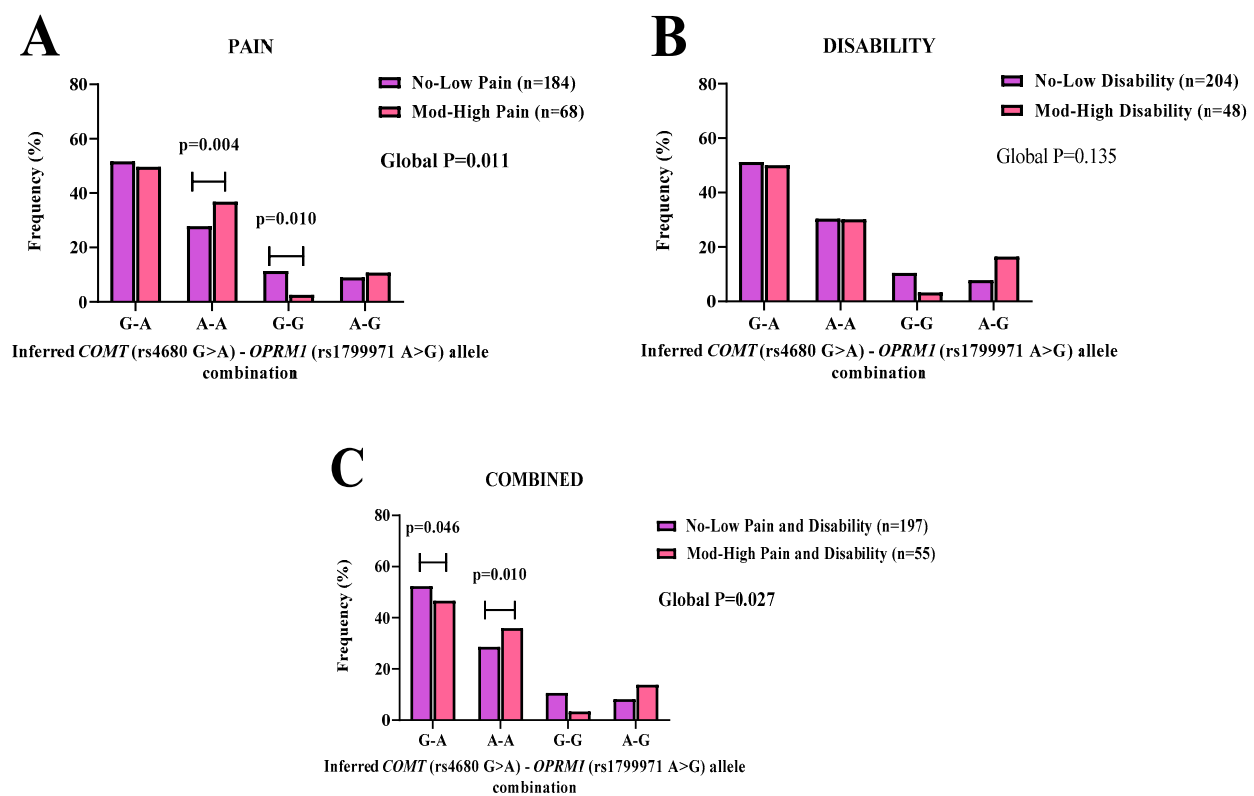 A
PAIN
No-Low Pain (n=184)
Mod-High Pain (n=68)
Global P=0.011
Frequency (%)
80
60
40
20
0
p=0.004
p=0.010
G-A A-A G-G A-G
Inferred COMT (rs4680 G>A) - OPRM1 (rs1799971 A>G) allele
combination
B
DISABILITY
No-Low Disability (n=204)
Mod-High Disability (n=48)
Global P=0.135
Frequency (%)
80
60
40
20
0
G-A A-A G-G A-G
Inferred COMT (rs4680 G>A) - OPRM1 (rs1799971 A>G) allele
combination
C
COMBINED
No-Low Pain and Disability (n=197)
Mod-High Pain and Disability (n=55)
Global P=0.027
Frequency (%)
80
60
40
20
0
p=0.046
p=0.010
G-A A-A G-G A-G
Inferred COMT (rs4680 G>A) - OPRM1 (rs1799971 A>G) allele
combination